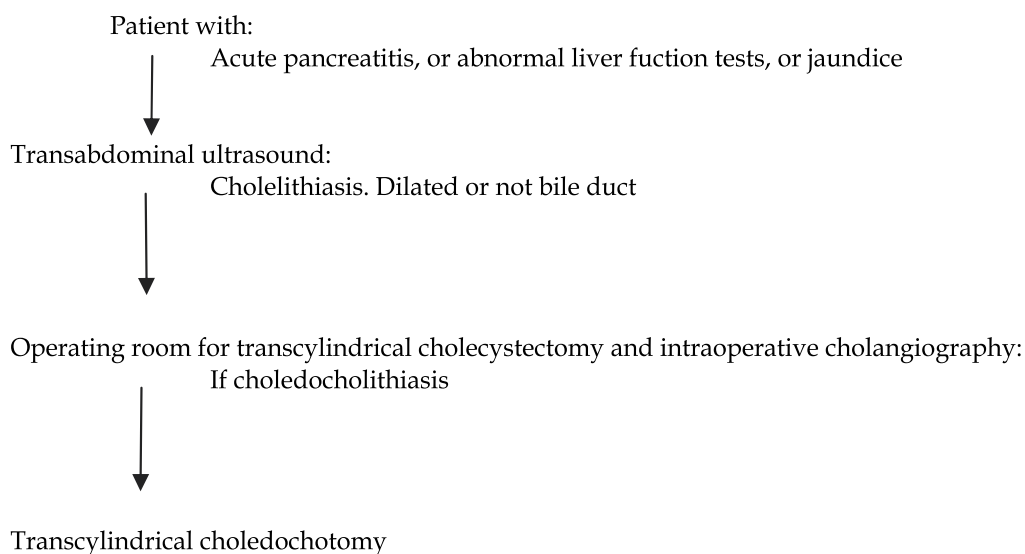 Patient with:
Acute pancreatitis, or abnormal liver fuction tests, or jaundice
Transabdominal ultrasound:
Cholelithiasis. Dilated or not bile duct
Operating room for transcylindrical cholecystectomy and intraoperative cholangiography:
If choledocholithiasis
Transcylindrical choledochotomy